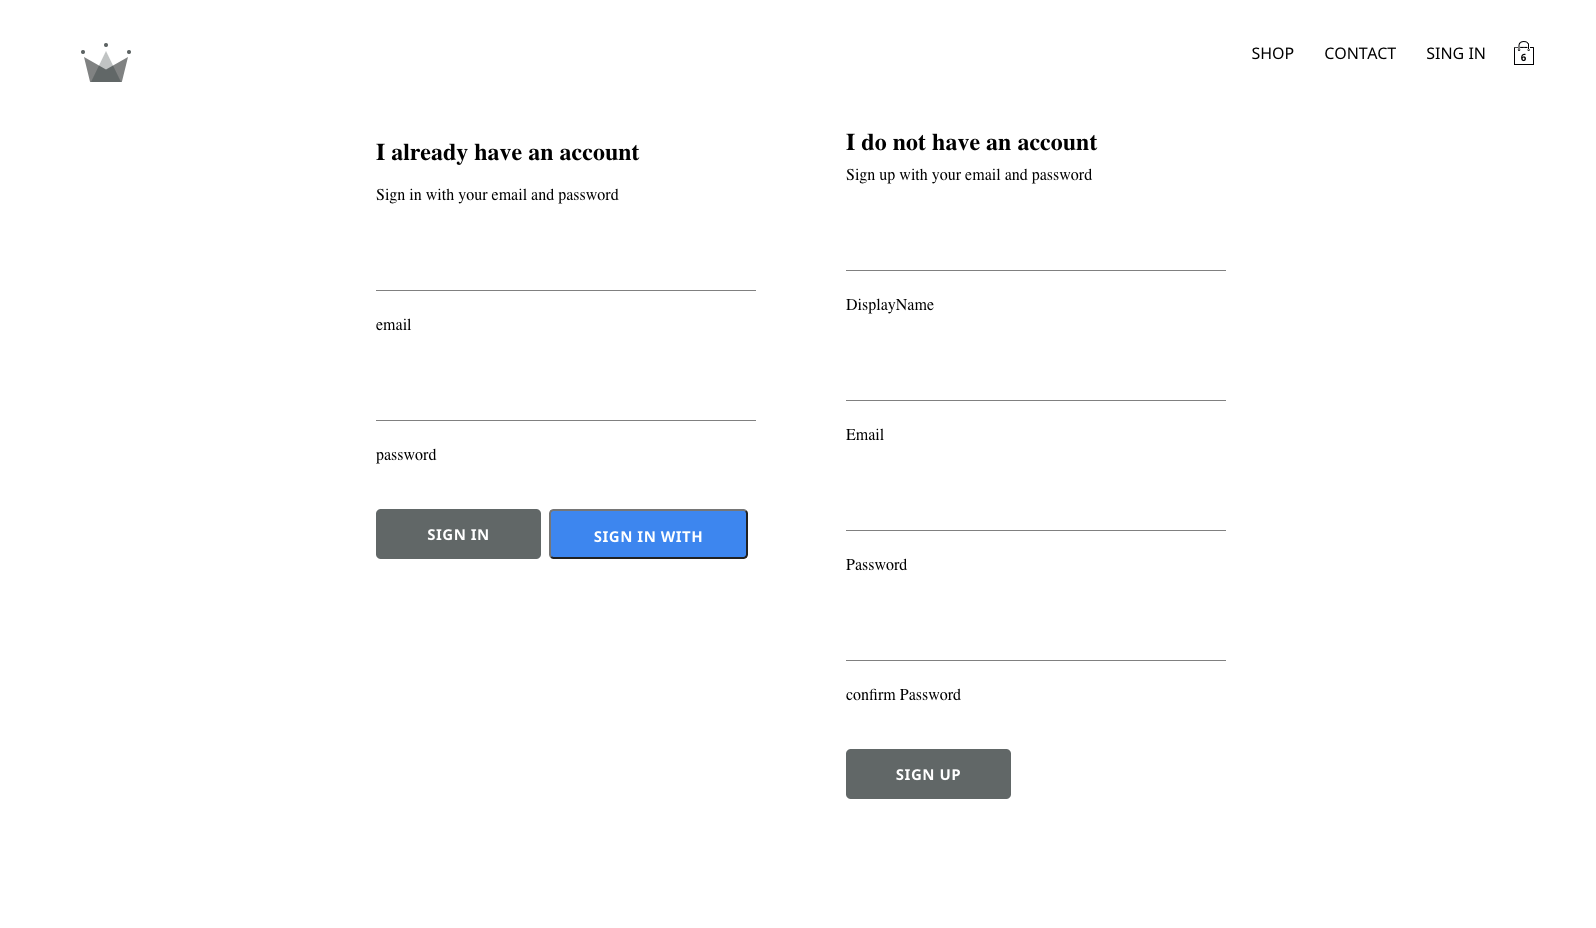 SHOP CONTACT SING IN 6
I already have an account
Sign in with your email and password
email
password
SIGN IN SIGN IN WITH
I do not have an account
Sign up with your email and password
DisplayName
Email
Password
confirm Password
SIGN UP